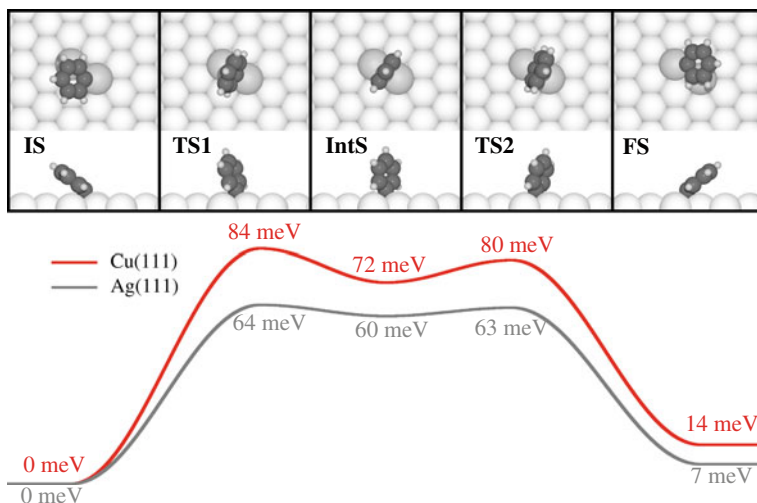 IS TS1 IntS TS2 FS
84 meV
72 meV
80 meV
Cu(111)
Ag(111)
64 meV
60 meV
63 meV
14 meV
0 meV
0 meV
7 meV